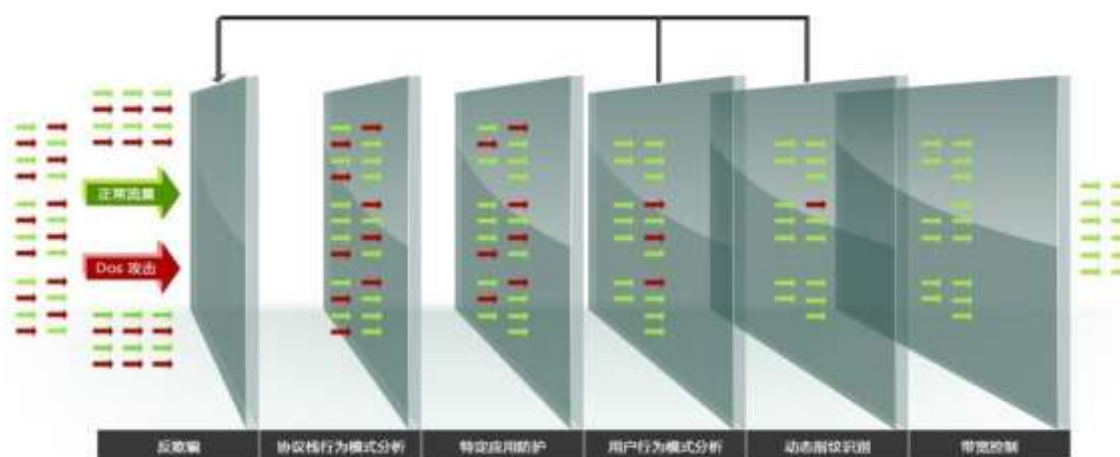 正常流量
Dos 攻击
反欺骗
协议栈行为模式分析
特定应用防护
用户行为模式分析
动态指纹识别
带宽控制